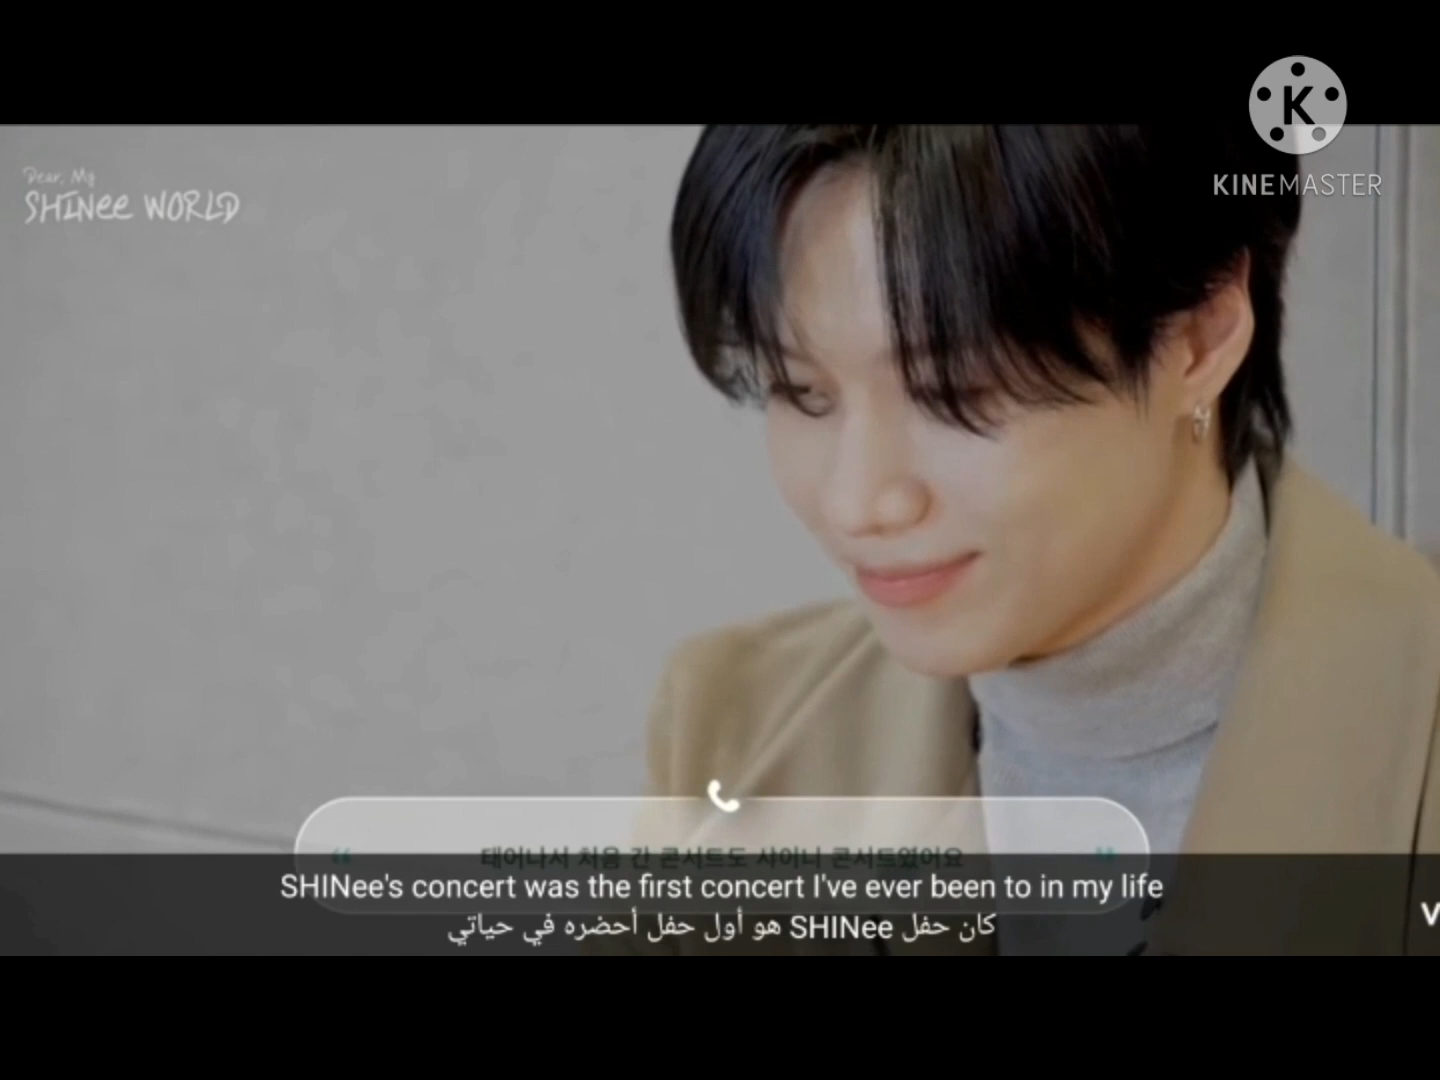 KINEMASTER
Dear. My
SHINee WORLD
태어나서 처음 간 콘서트도 샤이니 콘서트였어요
SHINee's concert was the first concert I've ever been to in my life
كان حفل SHINee هو أول حفل أحضره في حياتي
V